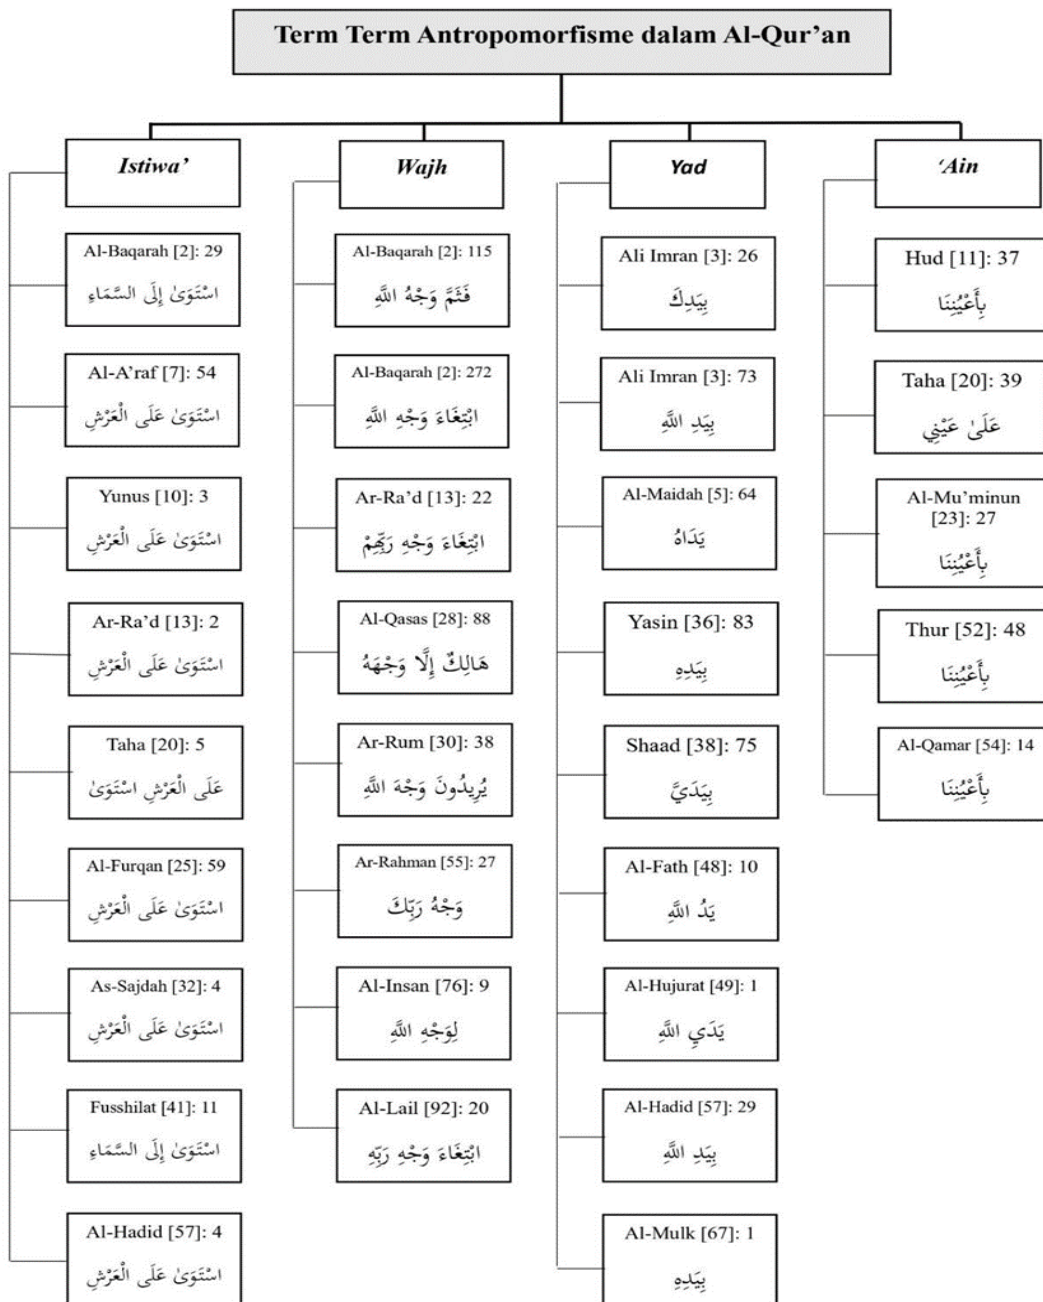 Term Term Antropomorfisme dalam Al-Qur’an
Istiwa’
Al-Baqarah [2]: 29
اسْتَوَىٰ إِلَى السَّمَاءِ
Al-A’raf [7]: 54
اسْتَوَىٰ عَلَى الْعَرْشِ
Yunus [10]: 3
اسْتَوَىٰ عَلَى الْعَرْشِ
Ar-Ra’d [13]: 2
اسْتَوَىٰ عَلَى الْعَرْشِ
Taha [20]: 5
عَلَى الْعَرْشِ اسْتَوَىٰ
Al-Furqan [25]: 59
اسْتَوَىٰ عَلَى الْعَرْشِ
As-Sajdah [32]: 4
اسْتَوَىٰ عَلَى الْعَرْشِ
Fusshilat [41]: 11
اسْتَوَىٰ إِلَى السَّمَاءِ
Al-Hadid [57]: 4
اسْتَوَىٰ عَلَى الْعَرْشِ
Wajh
Al-Baqarah [2]: 115
فَثَمَّ وَجْهُ اللَّهِ
Al-Baqarah [2]: 272
ابْتِغَاءَ وَجْهِ اللَّهِ
Ar-Ra’d [13]: 22
ابْتِغَاءَ وَجْهِ رَبِّهِمْ
Al-Qasas [28]: 88
هَالِكٌ إِلَّا وَجْهَهُ
Ar-Rum [30]: 38
يُرِيدُونَ وَجْهَ اللَّهِ
Ar-Rahman [55]: 27
وَجْهُ رَبِّكَ
Al-Insan [76]: 9
لِوَجْهِ اللَّهِ
Al-Lail [92]: 20
ابْتِغَاءَ وَجْهِ رَبِّهِ
Yad
Ali Imran [3]: 26
بِيَدِكَ
Ali Imran [3]: 73
بِيَدِ اللَّهِ
Al-Maidah [5]: 64
يَدَاهُ
Yasin [36]: 83
بِيَدِهِ
Shaad [38]: 75
بِيَدَيَّ
Al-Fath [48]: 10
يَدُ اللَّهِ
Al-Hujurat [49]: 1
يَدَيِ اللَّهِ
Al-Hadid [57]: 29
بِيَدِ اللَّهِ
Al-Mulk [67]: 1
بِيَدِهِ
‘Ain
Hud [11]: 37
بِأَعْيُنِنَا
Taha [20]: 39
عَلَىٰ عَيْنِي
Al-Mu’minun
[23]: 27
بِأَعْيُنِنَا
Thur [52]: 48
بِأَعْيُنِنَا
Al-Qamar [54]: 14
بِأَعْيُنِنَا